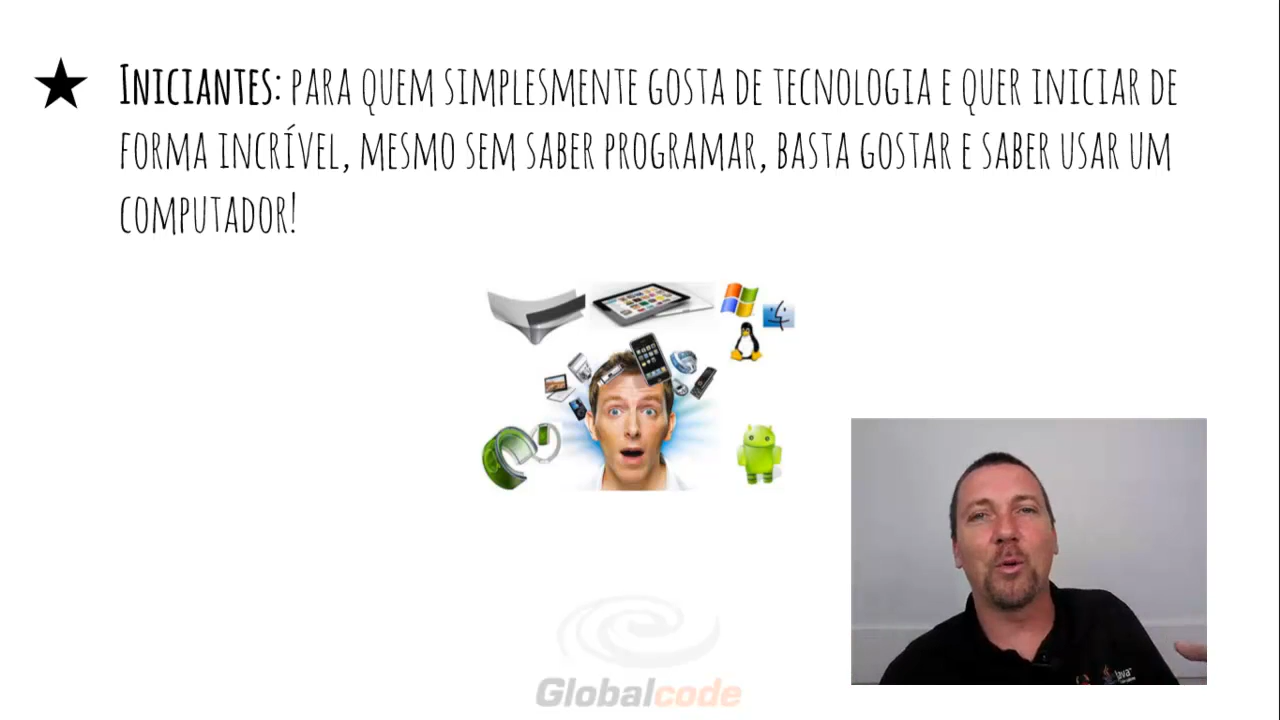 Iniciantes: para quem simplesmente gosta de tecnologia e quer iniciar de
forma incrível, mesmo sem saber programar, basta gostar e saber usar um
computador!
Java
Globalcode